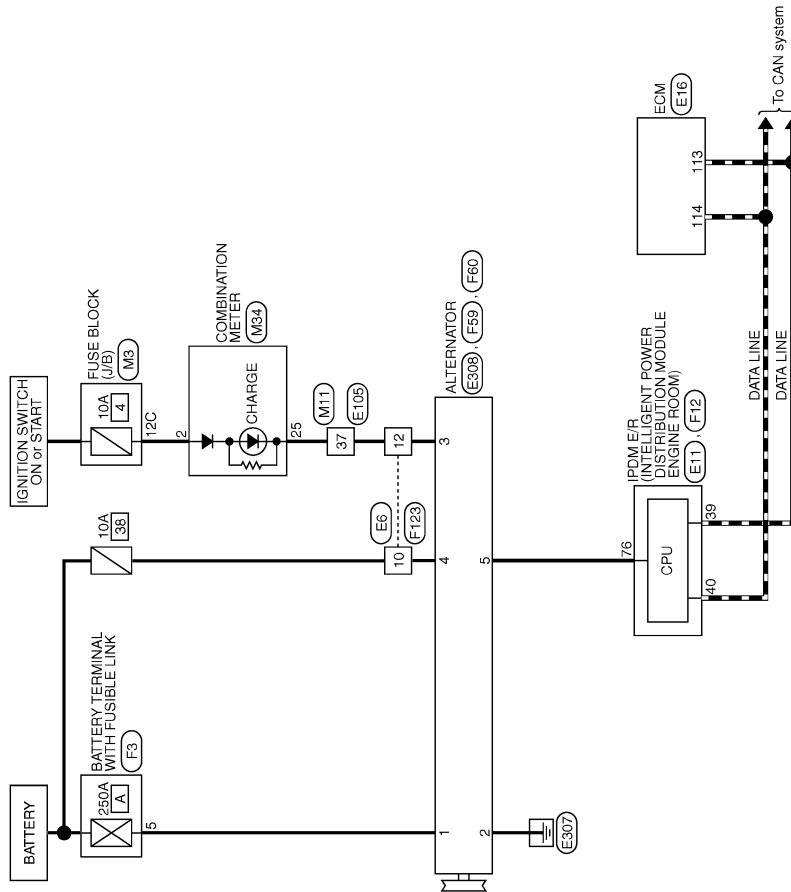 IGNITION SWITCH
ON or START
FUSE BLOCK
(J/B)
M3
10A
4
12C
BATTERY
BATTERY TERMINAL
WITH FUSIBLE LINK
F3
250A
A
5
10A
38
COMBINATION
METER
M34
2
CHARGE
25
M11
37
E105
E6
10
F123
12
ALTERNATOR
E308 , F59 , F60
1
4
3
2
5
E307
IPDM E/R
(INTELLIGENT POWER
DISTRIBUTION MODULE
ENGINE ROOM)
E11 , F12
76
CPU
40
39
ECM
E16
114
113
DATA LINE
DATA LINE
To CAN system